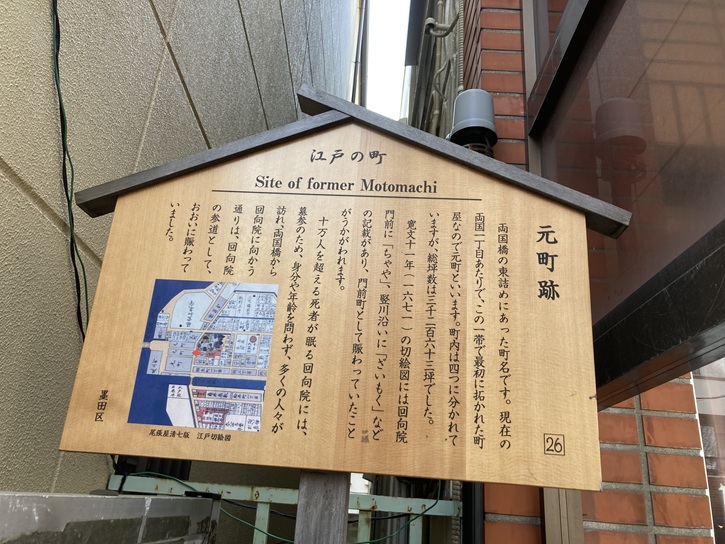 江戸の町
Site of former Motomachi
元町跡
両国橋の東詰めにあった町名です。現在の
両国一丁目あたりで、この一帯で最初に拓かれた町
屋なので元町といいます。町内は四つに分かれて
いますが、総坪数は三千二百六十三坪でした。
寛文十一年(一六七一)の切絵図には回向院
門前に「ちゃや」、竪川沿いに「ざいもく」など
の記載があり、門前町として賑わっていたこと
がうかがわれます。
十万人を超える死者が眠る回向院には、
墓参のため、身分や年齢を問わず、多くの人々が
訪れ、両国橋から
回向院に向かう
通りは、回向院
の参道として、
おおいに賑わって
いました。
尾張屋清七版 江戸切絵図
墨田区
26